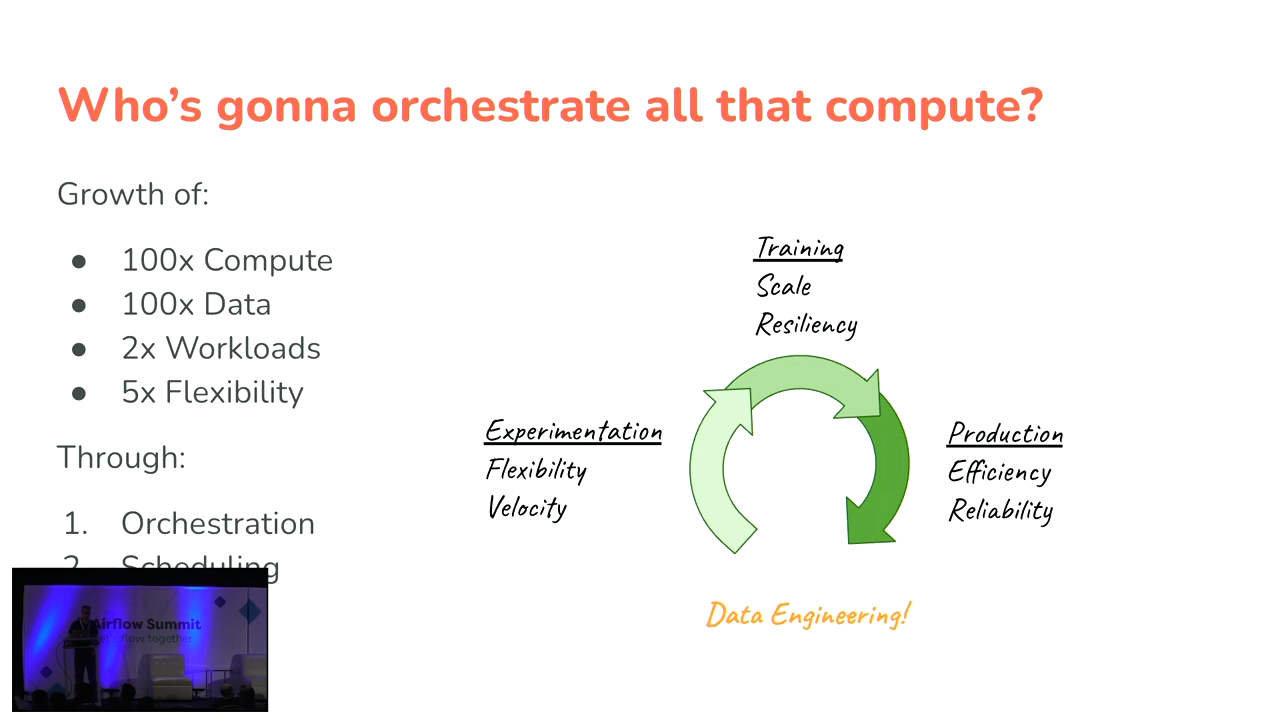 Who's gonna orchestrate all that compute?
Growth of:
● 100x Compute
● 100x Data
● 2x Workloads
● 5x Flexibility
Through:
1. Orchestration
2. Scheduling
Training
Scale
Resiliency
Experimentation
Flexibility
Velocity
Production
Efficiency
Reliability
Data Engineering!
Airflow Summit
Let's flow together